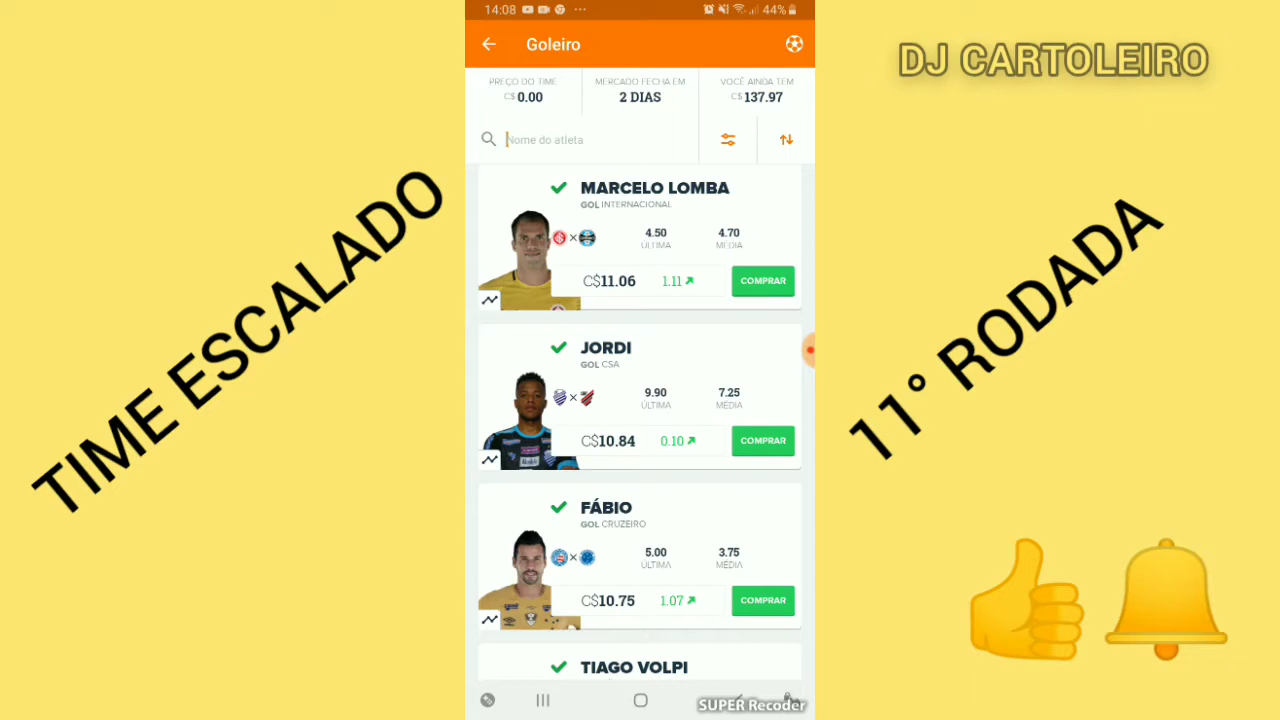 14:08
44%
Goleiro
DJ CARTOLEIRO
PREÇO DO TIME
C$ 0.00
MERCADO FECHA EM
2 DIAS
VOCÊ AINDA TEM
C$ 137.97
Nome do atleta
TIME ESCALADO
11° RODADA
MARCELO LOMBA
GOL INTERNACIONAL
4.50
ÚLTIMA
4.70
MÉDIA
C$11.06
1.11
COMPRAR
JORDI
GOL CSA
9.90
ÚLTIMA
7.25
MÉDIA
C$10.84
0.10
COMPRAR
FÁBIO
GOL CRUZEIRO
5.00
ÚLTIMA
3.75
MÉDIA
C$10.75
1.07
COMPRAR
TIAGO VOLPI
SUPER Recoder